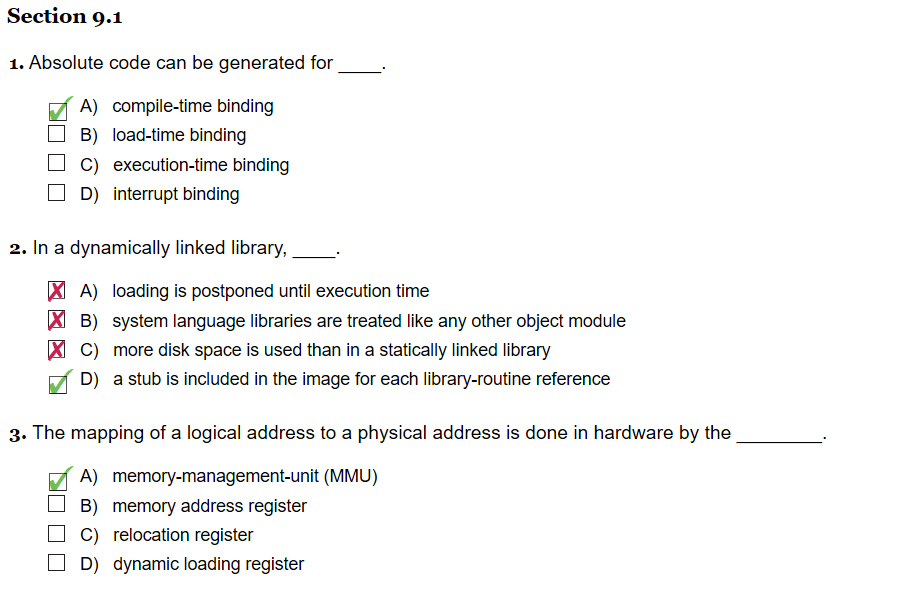 Section 9.1
1. Absolute code can be generated for ____.
A) compile-time binding
B) load-time binding
C) execution-time binding
D) interrupt binding
2. In a dynamically linked library, ____.
A) loading is postponed until execution time
B) system language libraries are treated like any other object module
C) more disk space is used than in a statically linked library
D) a stub is included in the image for each library-routine reference
3. The mapping of a logical address to a physical address is done in hardware by the ________.
A) memory-management-unit (MMU)
B) memory address register
C) relocation register
D) dynamic loading register